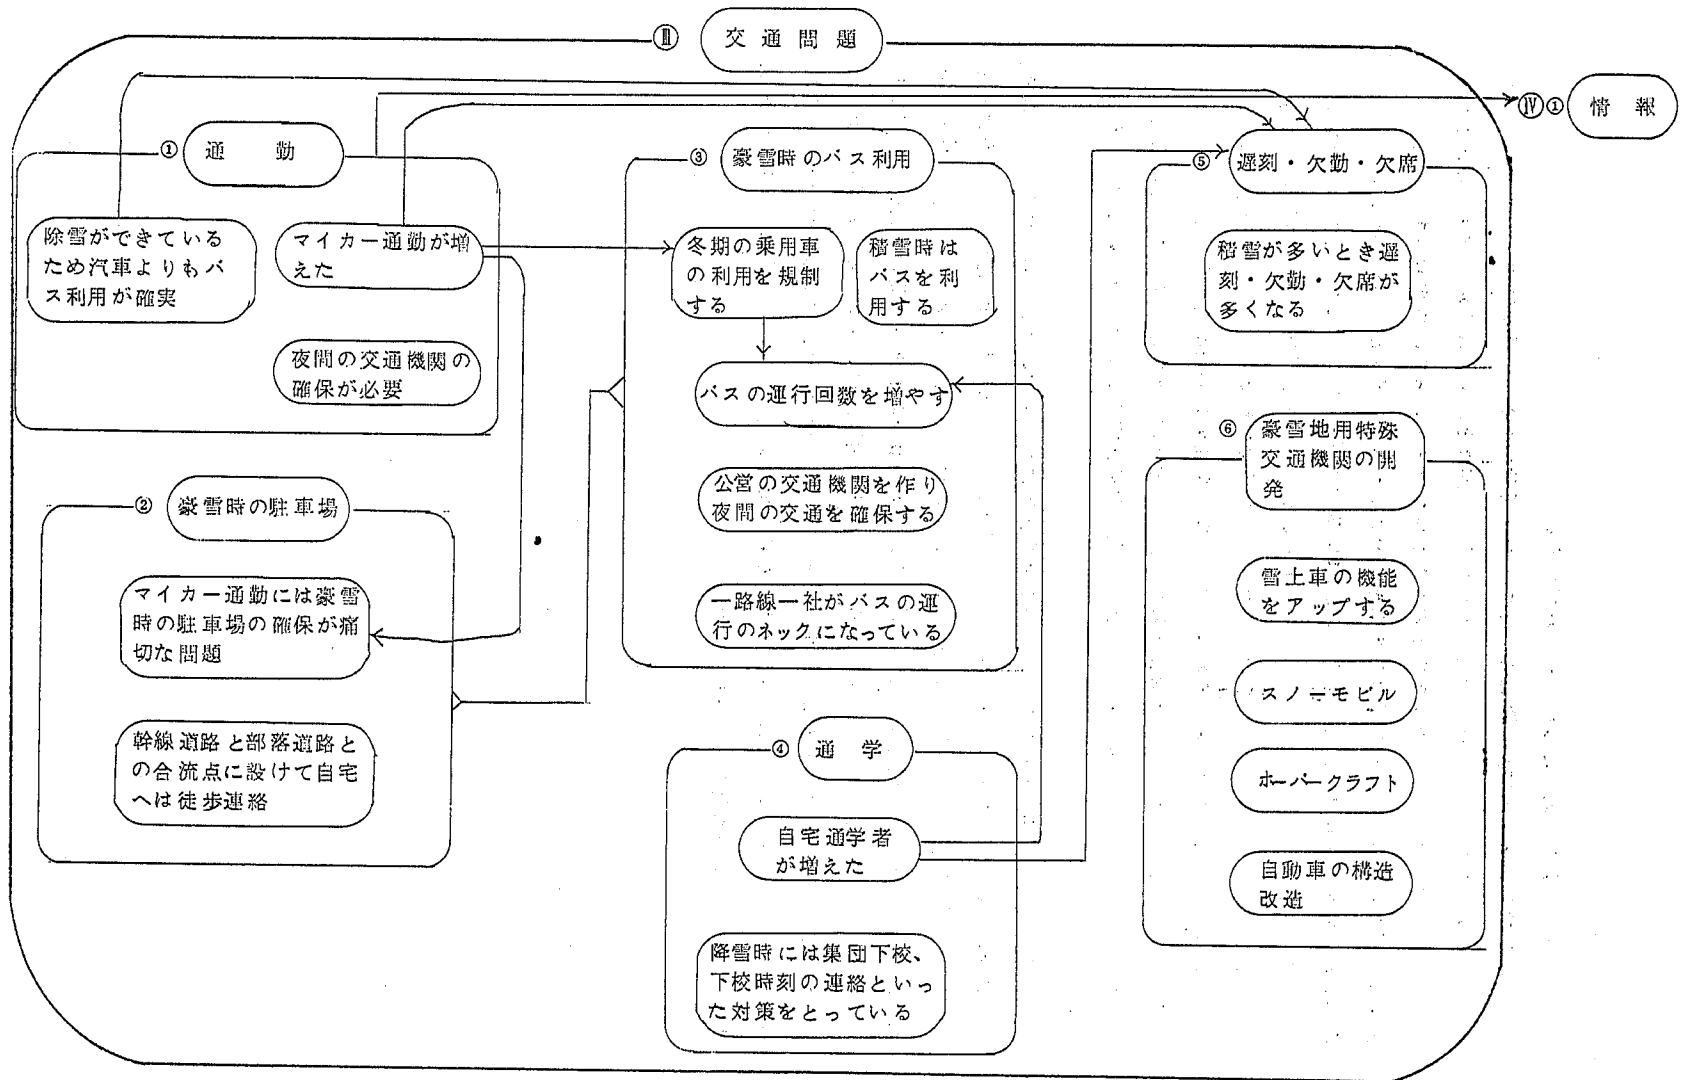 Ⅲ 交通問題
Ⅳ① 情報
① 通勤
除雪ができている
ため汽車よりもバ
ス利用が確実
マイカー通勤が増
えた
夜間の交通機関の
確保が必要
② 豪雪時の駐車場
マイカー通勤には豪雪
時の駐車場の確保が痛
切な問題
幹線道路と部落道路と
の合流点に設けて自宅
へは徒歩連絡
③ 豪雪時のバス利用
冬期の乗用車
の利用を規制
する
積雪時は
バスを利
用する
バスの運行回数を増やす
公営の交通機関を作り
夜間の交通を確保する
一路線一社がバスの運
行のネックになっている
④ 通学
自宅通学者
が増えた
降雪時には集団下校、
下校時刻の連絡といっ
た対策をとっている
⑤ 遅刻・欠勤・欠席
積雪が多いとき遅
刻・欠勤・欠席が
多くなる
⑥ 豪雪地用特殊
交通機関の開
発
雪上車の機能
をアップする
スノーモビル
ホーバークラフト
自動車の構造
改造